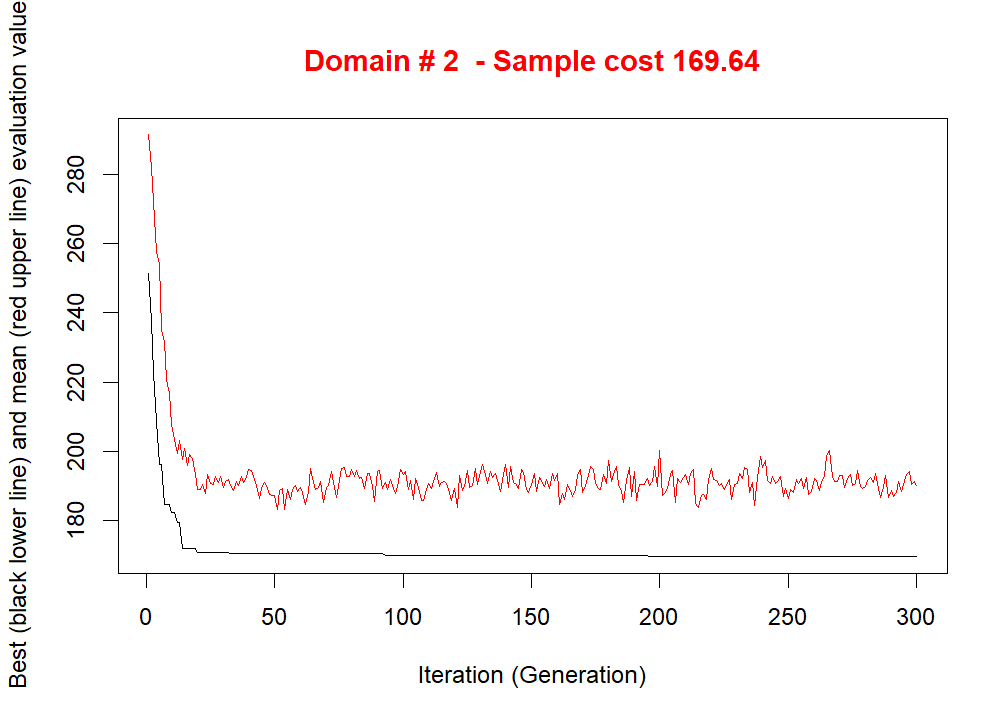 Domain # 2  - Sample cost 169.64
Best (black lower line) and mean (red upper line) evaluation value
280
260
240
220
200
180
0 50 100 150 200 250 300
Iteration (Generation)